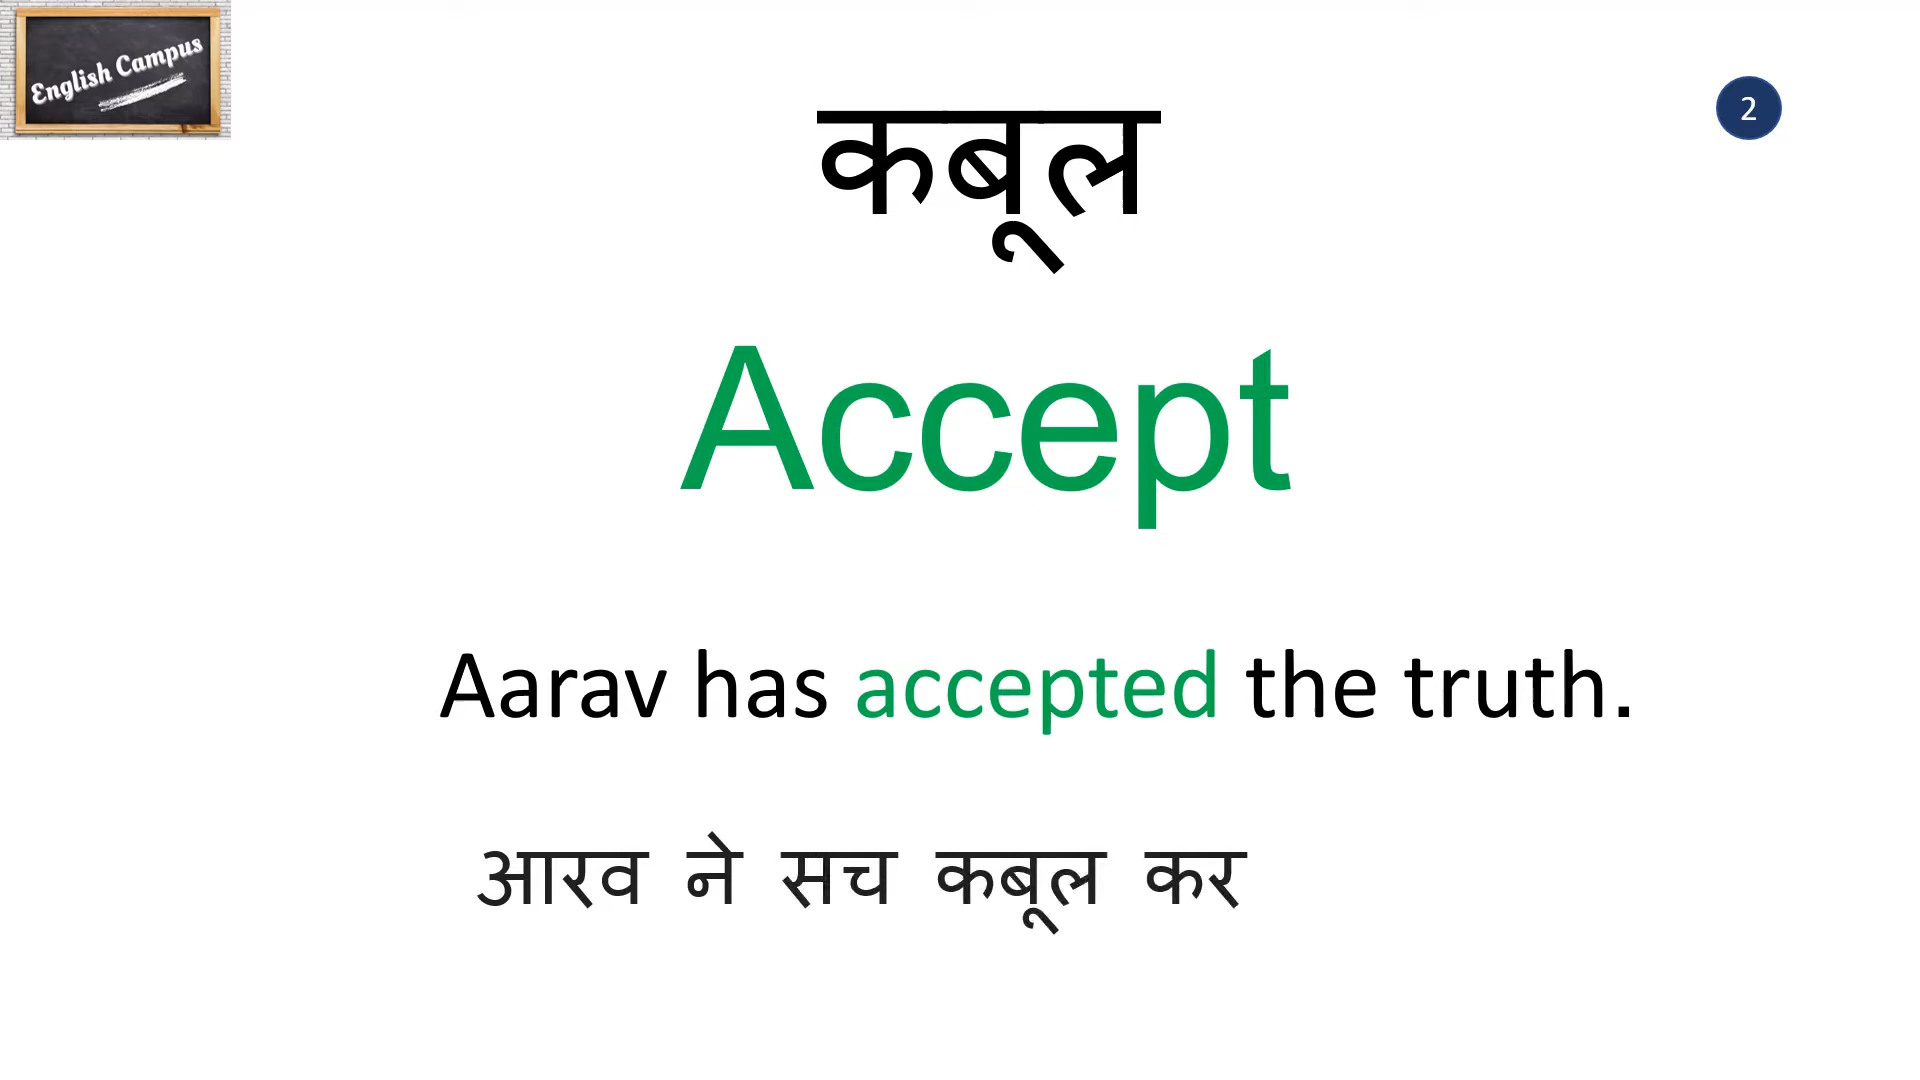 English Campus
2
कबूल
Accept
Aarav has accepted the truth.
आरव ने सच कबूल कर